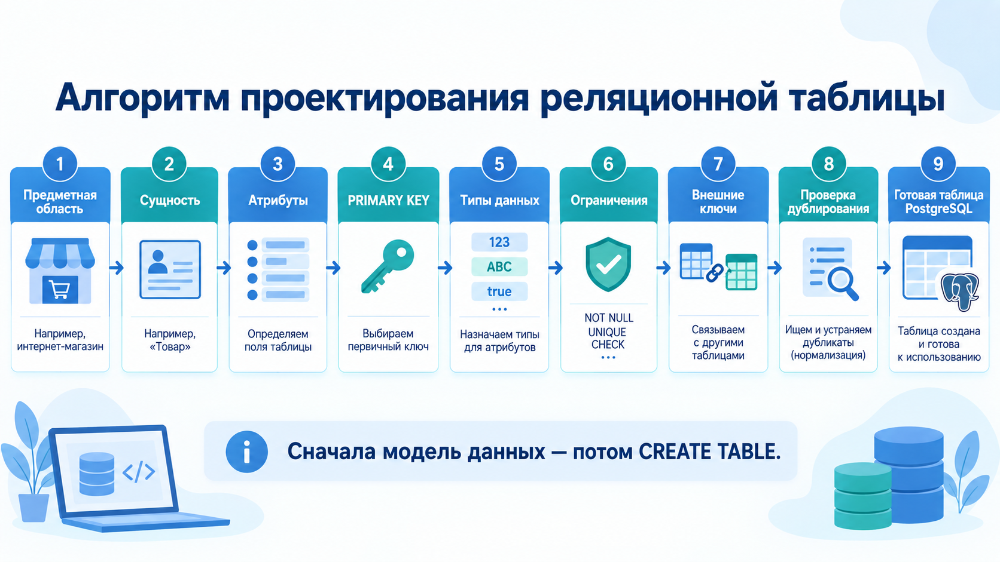 Алгоритм проектирования реляционной таблицы
1
Предметная
область
Например,
интернет-магазин
2
Сущность
Например,
«Товар»
3
Атрибуты
Определяем
поля таблицы
4
PRIMARY KEY
Выбираем
первичный ключ
5
Типы данных
123
ABC
true
...
Назначаем типы
для атрибутов
6
Ограничения
NOT NULL
UNIQUE
CHECK
...
7
Внешние
ключи
Связываем
с другими
таблицами
8
Проверка
дублирования
Ищем и устраняем
дубликаты
(нормализация)
9
Готовая таблица
PostgreSQL
Таблица создана
и готова
к использованию
</>
i
Сначала модель данных — потом CREATE TABLE.